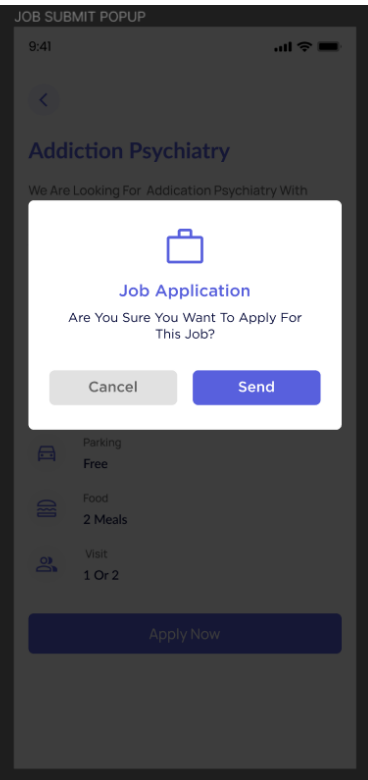 JOB SUBMIT POPUP
9:41
Addiction Psychiatry
We Are Looking For Addication Psychiatry With
Job Application
Are You Sure You Want To Apply For
This Job?
Cancel
Send
Parking
Free
Food
2 Meals
Visit
1 Or 2
Apply Now